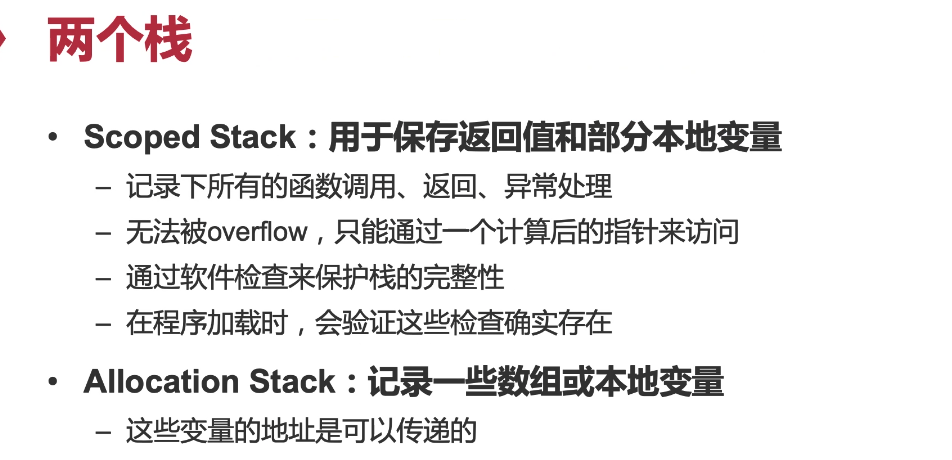 两个栈
• Scoped Stack：用于保存返回值和部分本地变量
– 记录下所有的函数调用、返回、异常处理
– 无法被overflow，只能通过一个计算后的指针来访问
– 通过软件检查来保护栈的完整性
– 在程序加载时，会验证这些检查确实存在
• Allocation Stack：记录一些数组或本地变量
– 这些变量的地址是可以传递的